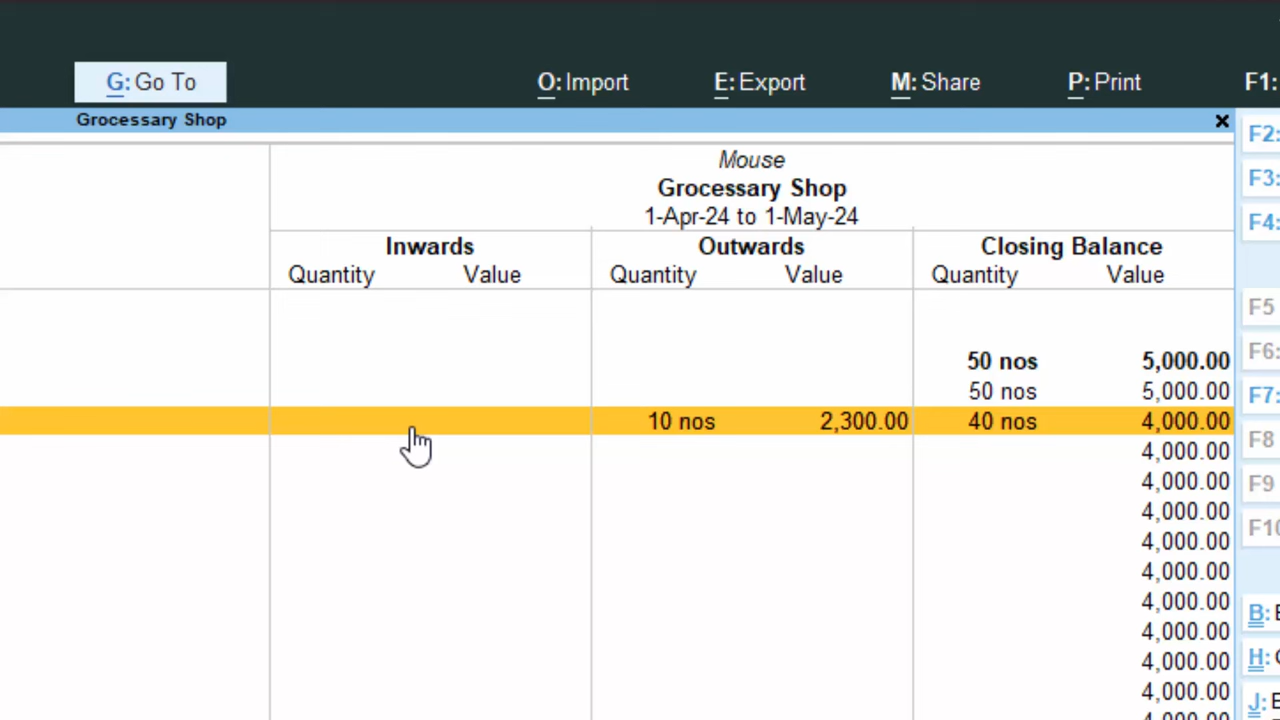 G: Go To O: Import E: Export M: Share P: Print F1:
Grocessary Shop
F2:
Mouse
F3:
Grocessary Shop
1-Apr-24 to 1-May-24
F4:
Inwards Outwards Closing Balance
Quantity Value Quantity Value Quantity Value
F5
F6:
50 nos 5,000.00
50 nos 5,000.00
F7:
10 nos 2,300.00 40 nos 4,000.00
F8
4,000.00
4,000.00
F9
4,000.00
F10
4,000.00
4,000.00
4,000.00
B: E
4,000.00
4,000.00
H:
4,000.00
J: E